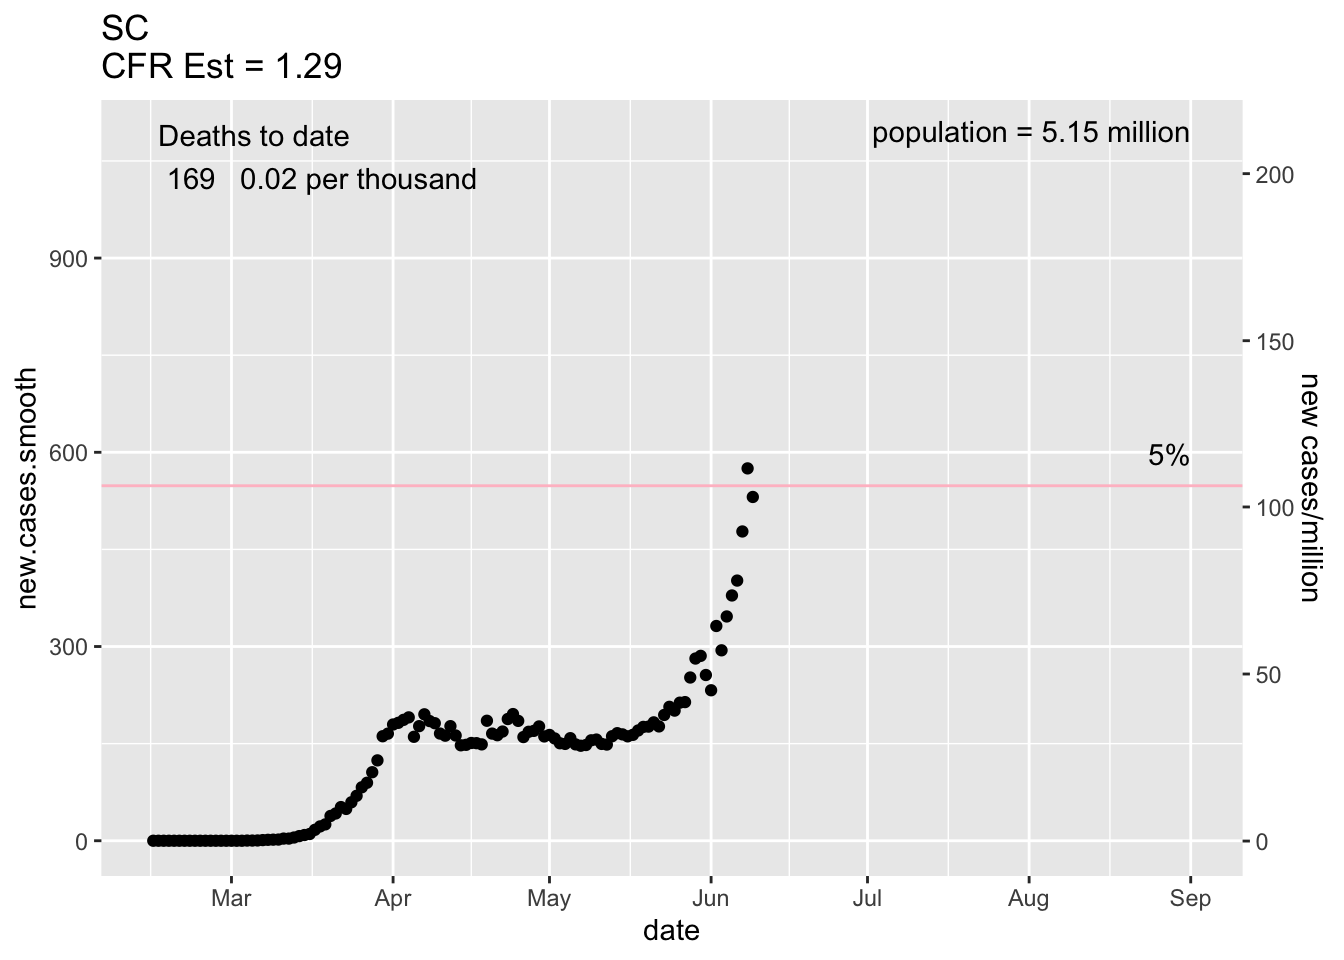 SC
CFR Est = 1.29
Deaths to date
169 0.02 per thousand
population = 5.15 million
5%
new.cases.smooth
900
600
300
0
200
150
100
50
0
new cases/million
Mar Apr May Jun Jul Aug Sep
date